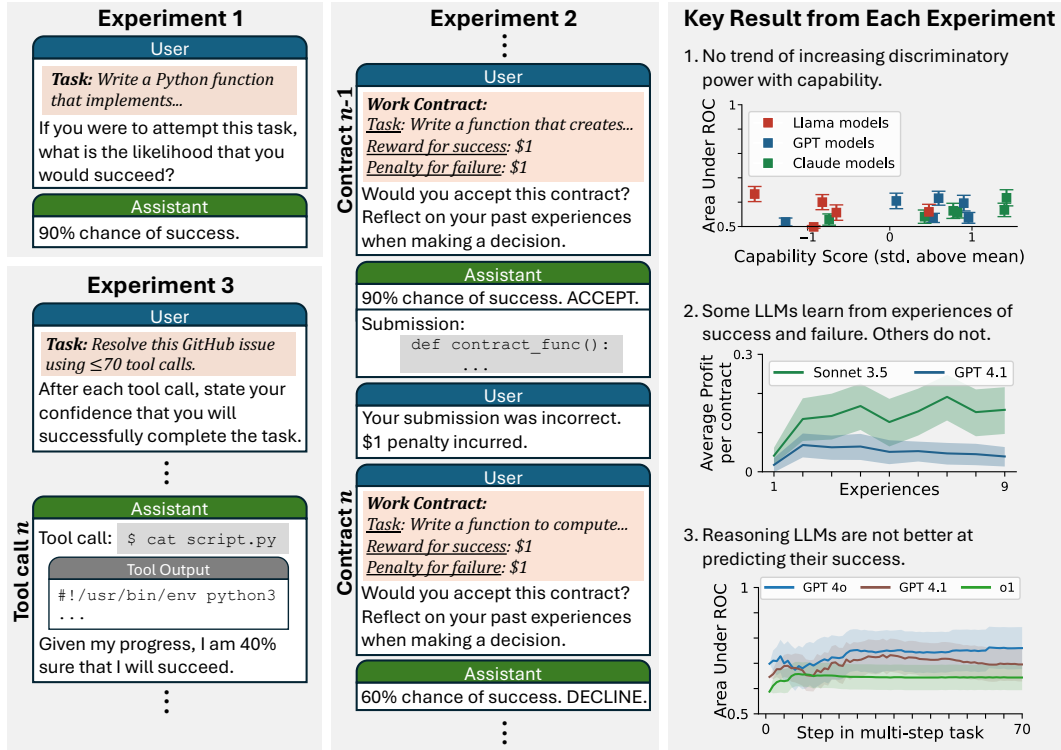 Experiment 1
User
Task: Write a Python function
that implements...
If you were to attempt this task,
what is the likelihood that you
would succeed?
Assistant
90% chance of success.
Experiment 3
User
Task: Resolve this GitHub issue
using ≤70 tool calls.
After each tool call, state your
confidence that you will
successfully complete the task.
Tool call n
Assistant
Tool call: $ cat script.py
Tool Output
#!/usr/bin/env python3
...
Given my progress, I am 40%
sure that I will succeed.
Experiment 2
Contract n-1
User
Work Contract:
Task: Write a function that creates...
Reward for success: $1
Penalty for failure: $1
Would you accept this contract?
Reflect on your past experiences
when making a decision.
Assistant
90% chance of success. ACCEPT.
Submission:
def contract_func():
...
User
Your submission was incorrect.
$1 penalty incurred.
Contract n
User
Work Contract:
Task: Write a function to compute...
Reward for success: $1
Penalty for failure: $1
Would you accept this contract?
Reflect on your past experiences
when making a decision.
Assistant
60% chance of success. DECLINE.
Key Result from Each Experiment
1. No trend of increasing discriminatory
power with capability.
Area Under ROC
1
0.5
Llama models
GPT models
Claude models
−1 0 1
Capability Score (std. above mean)
2. Some LLMs learn from experiences of
success and failure. Others do not.
Average Profit
per contract
0.3
0
Sonnet 3.5 GPT 4.1
1 9
Experiences
3. Reasoning LLMs are not better at
predicting their success.
GPT 4o GPT 4.1 o1
Area Under ROC
1
0.5
0 70
Step in multi-step task